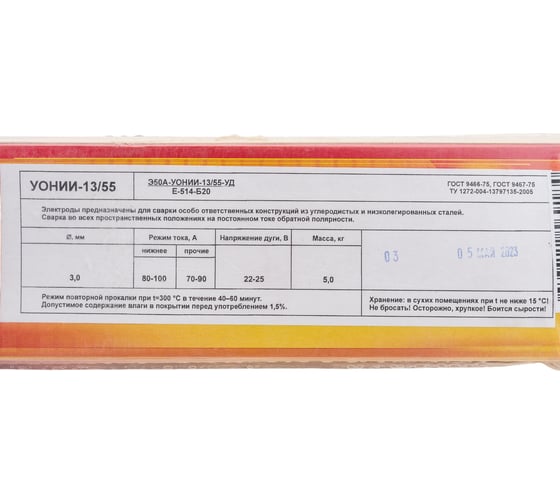 УОНИИ-13/55
Э50А-УОНИИ-13/55-УД
Е-514-Б20
ГОСТ 9466-75, ГОСТ 9467-75
ТУ 1272-004-13797135-2005
Электроды предназначены для сварки особо ответственных конструкций из углеродистых и низколегированных сталей.
Сварка во всех пространственных положениях на постоянном токе обратной полярности.
Ø, мм Режим тока, А Напряжение дуги, В Масса, кг
нижнее прочие
3,0 80-100 70-90 22-25 5,0
03 05 МАЯ 2023
Режим повторной прокалки при t=300 °С в течение 40–60 минут.
Допустимое содержание влаги в покрытии перед употреблением 1,5%.
Хранение: в сухих помещениях при t не ниже 15 °С!
Не бросать! Осторожно, хрупкое! Боится сырости!